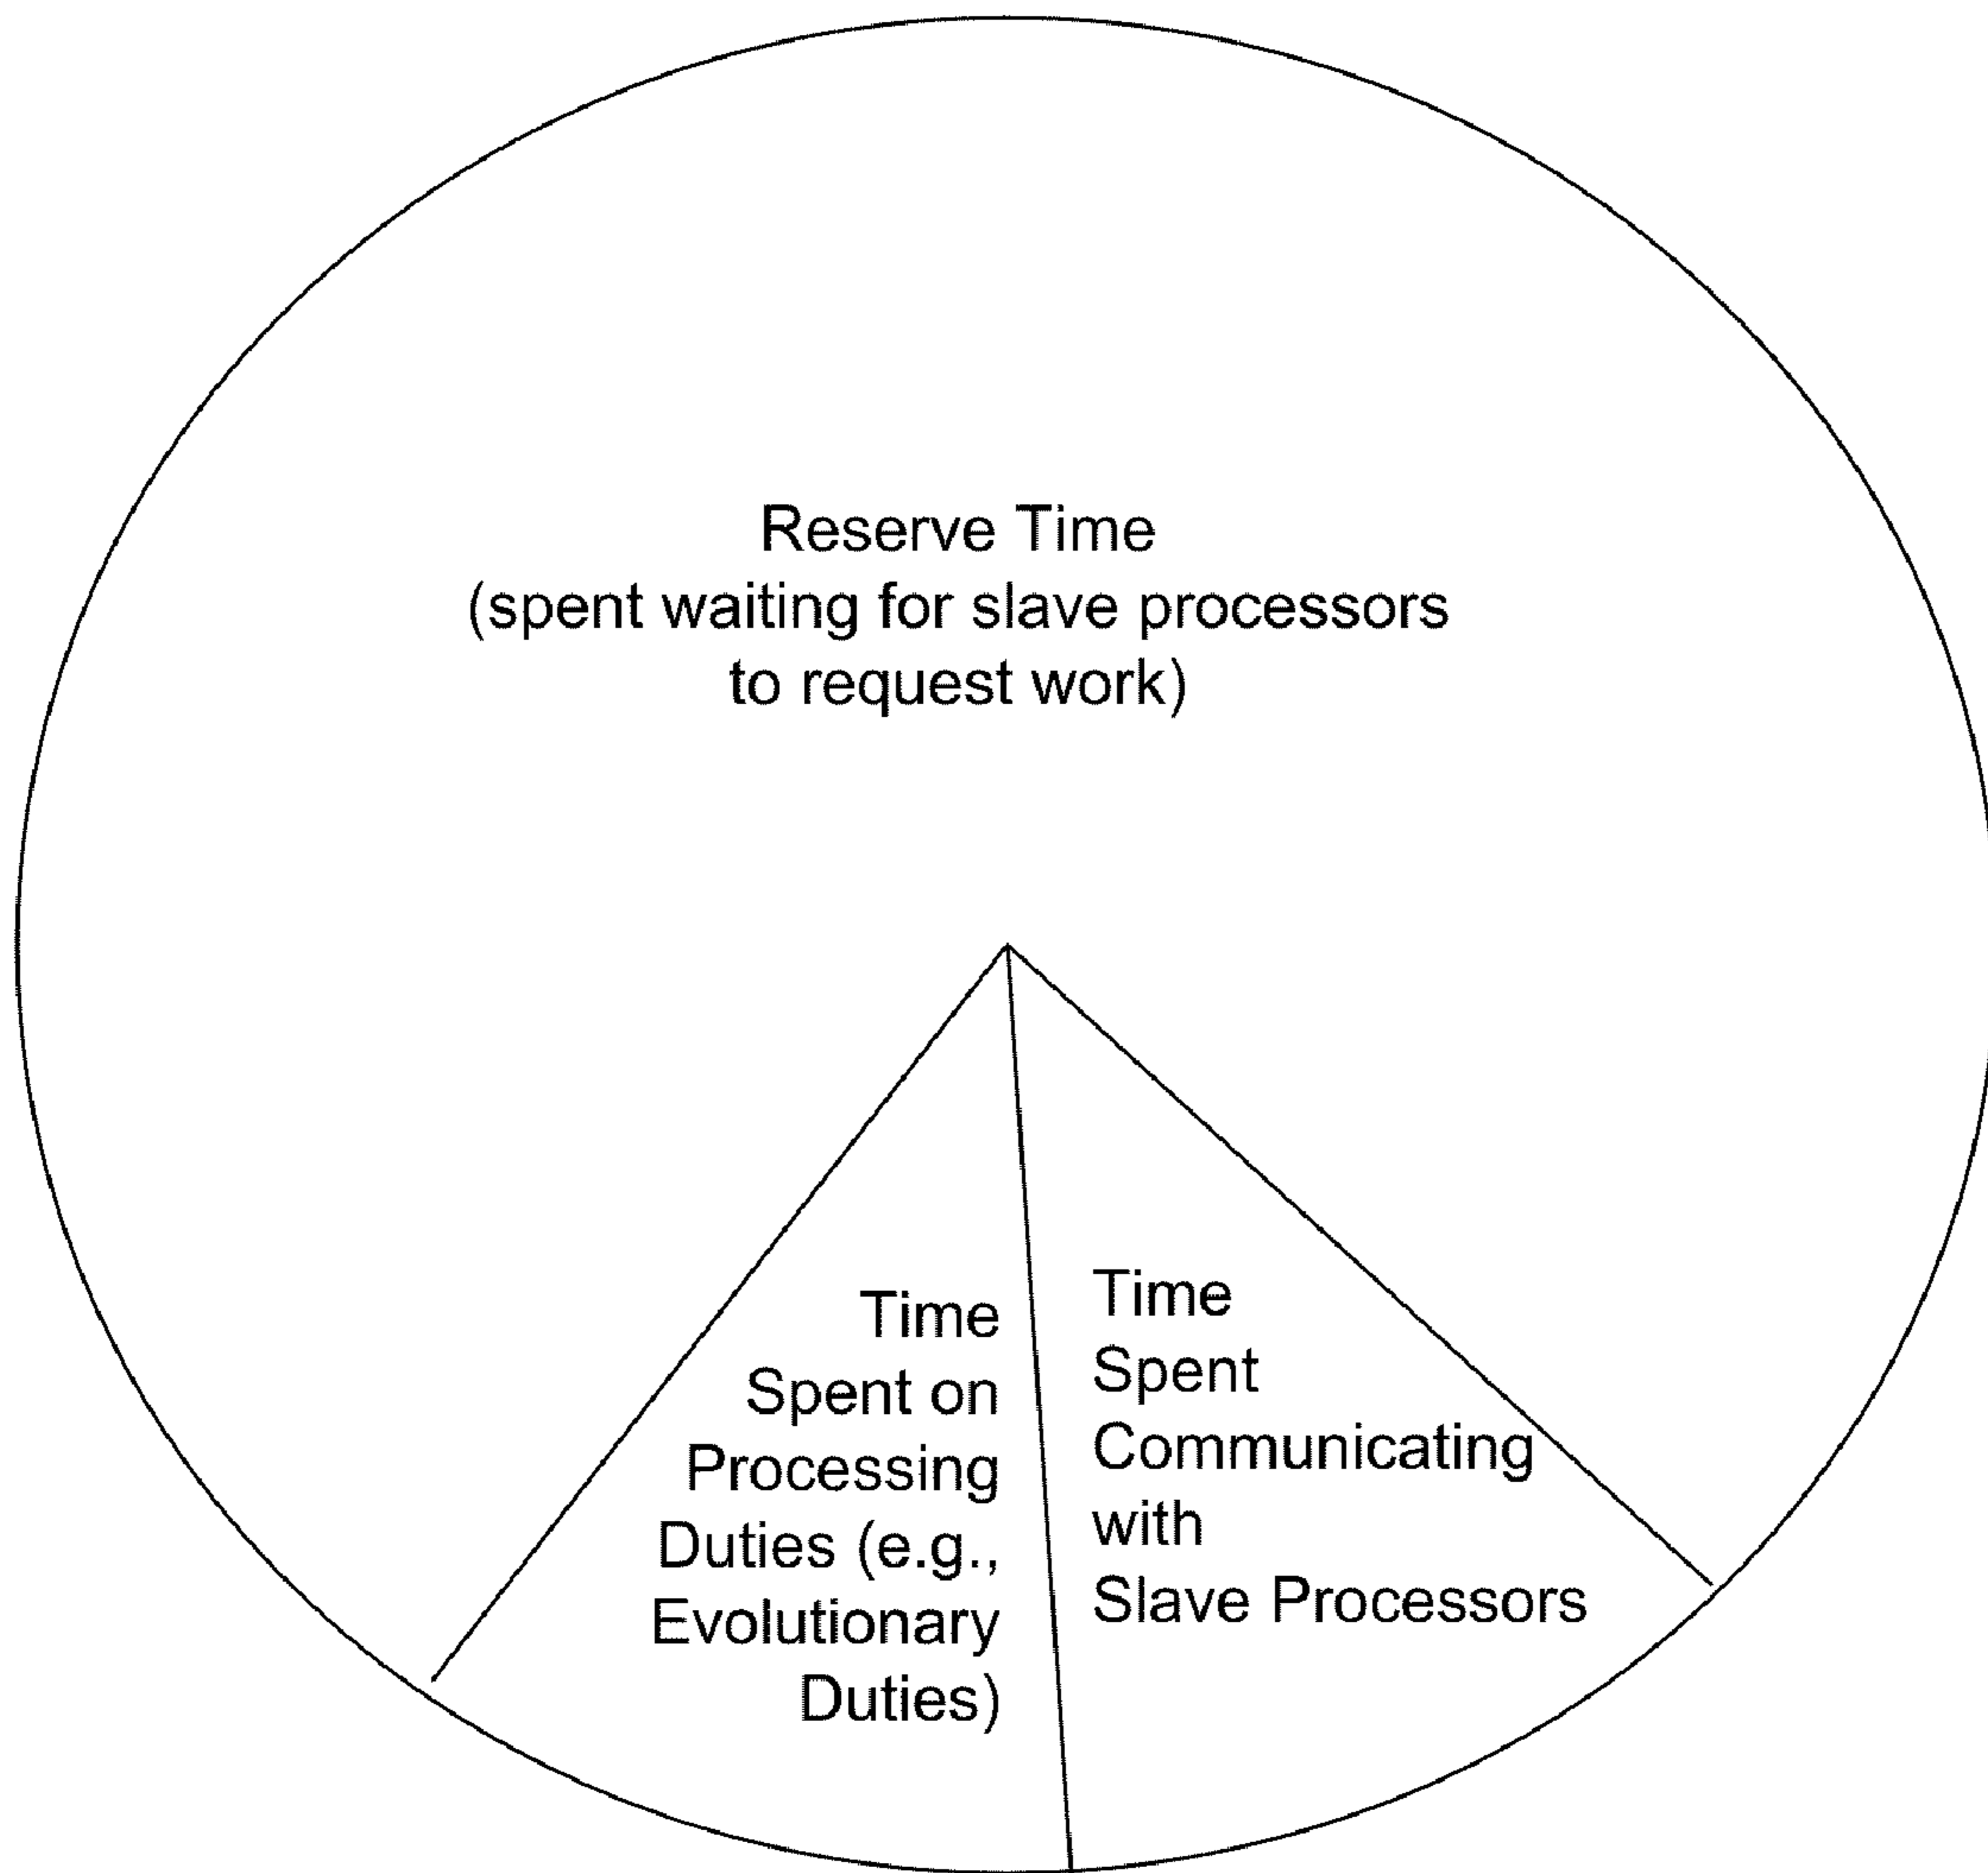 Reserve Time
(spent waiting for slave processors
to request work)
Time
Spent on
Processing
Duties (e.g.,
Evolutionary
Duties)
Time
Spent
Communicating
with
Slave Processors